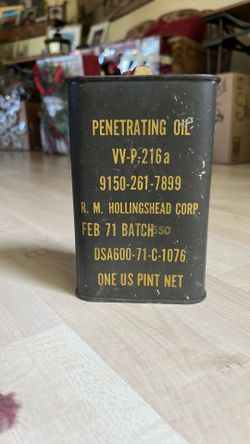 PENETRATING OIL
VV-P-216a
9150-261-7899
R. M. HOLLINGSHEAD CORP.
FEB 71 BATCH 550
DSA600-71-C-1076
ONE US PINT NET